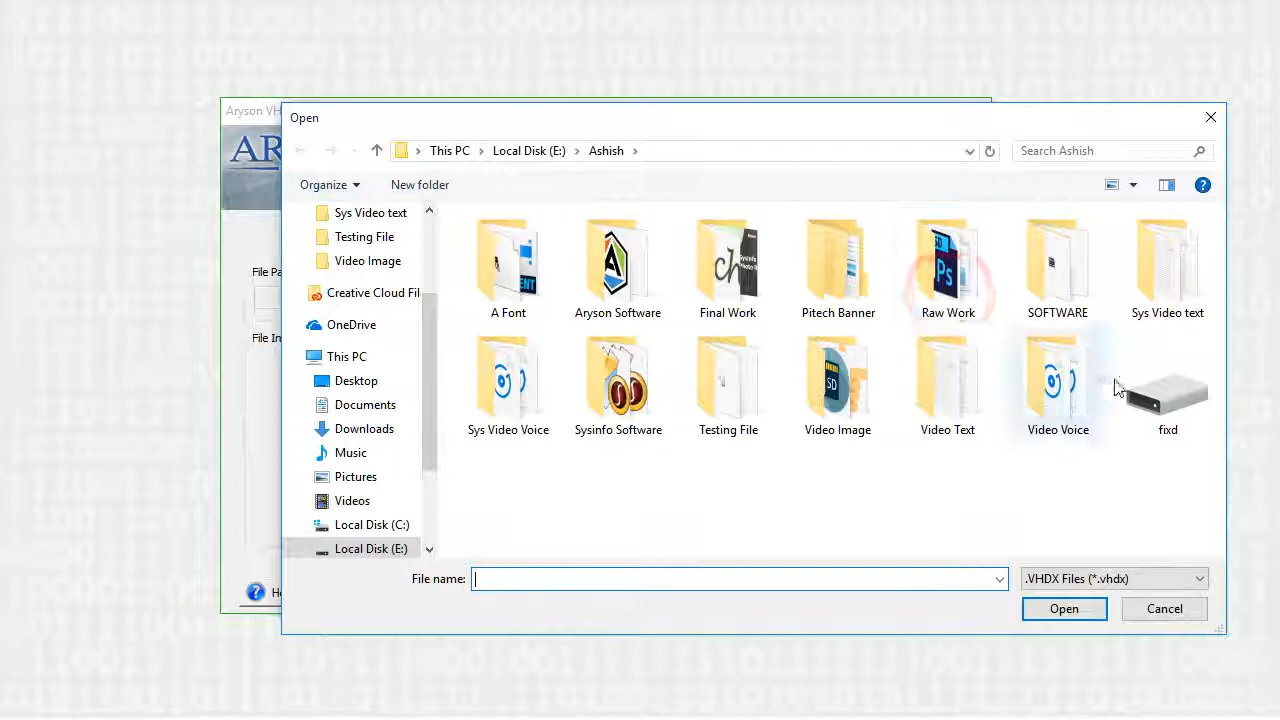 Aryson VH
AR
File Pa
File In
He
Open
This PC > Local Disk (E:) > Ashish >
Search Ashish
Organize
New folder
Sys Video text
Testing File
Video Image
Creative Cloud Fil
OneDrive
This PC
Desktop
Documents
Downloads
Music
Pictures
Videos
Local Disk (C:)
Local Disk (E:)
A Font
Aryson Software
Final Work
Pitech Banner
Raw Work
SOFTWARE
Sys Video text
Sys Video Voice
Sysinfo Software
Testing File
Video Image
Video Text
Video Voice
fixd
File name:
.VHDX Files (*.vhdx)
Open
Cancel